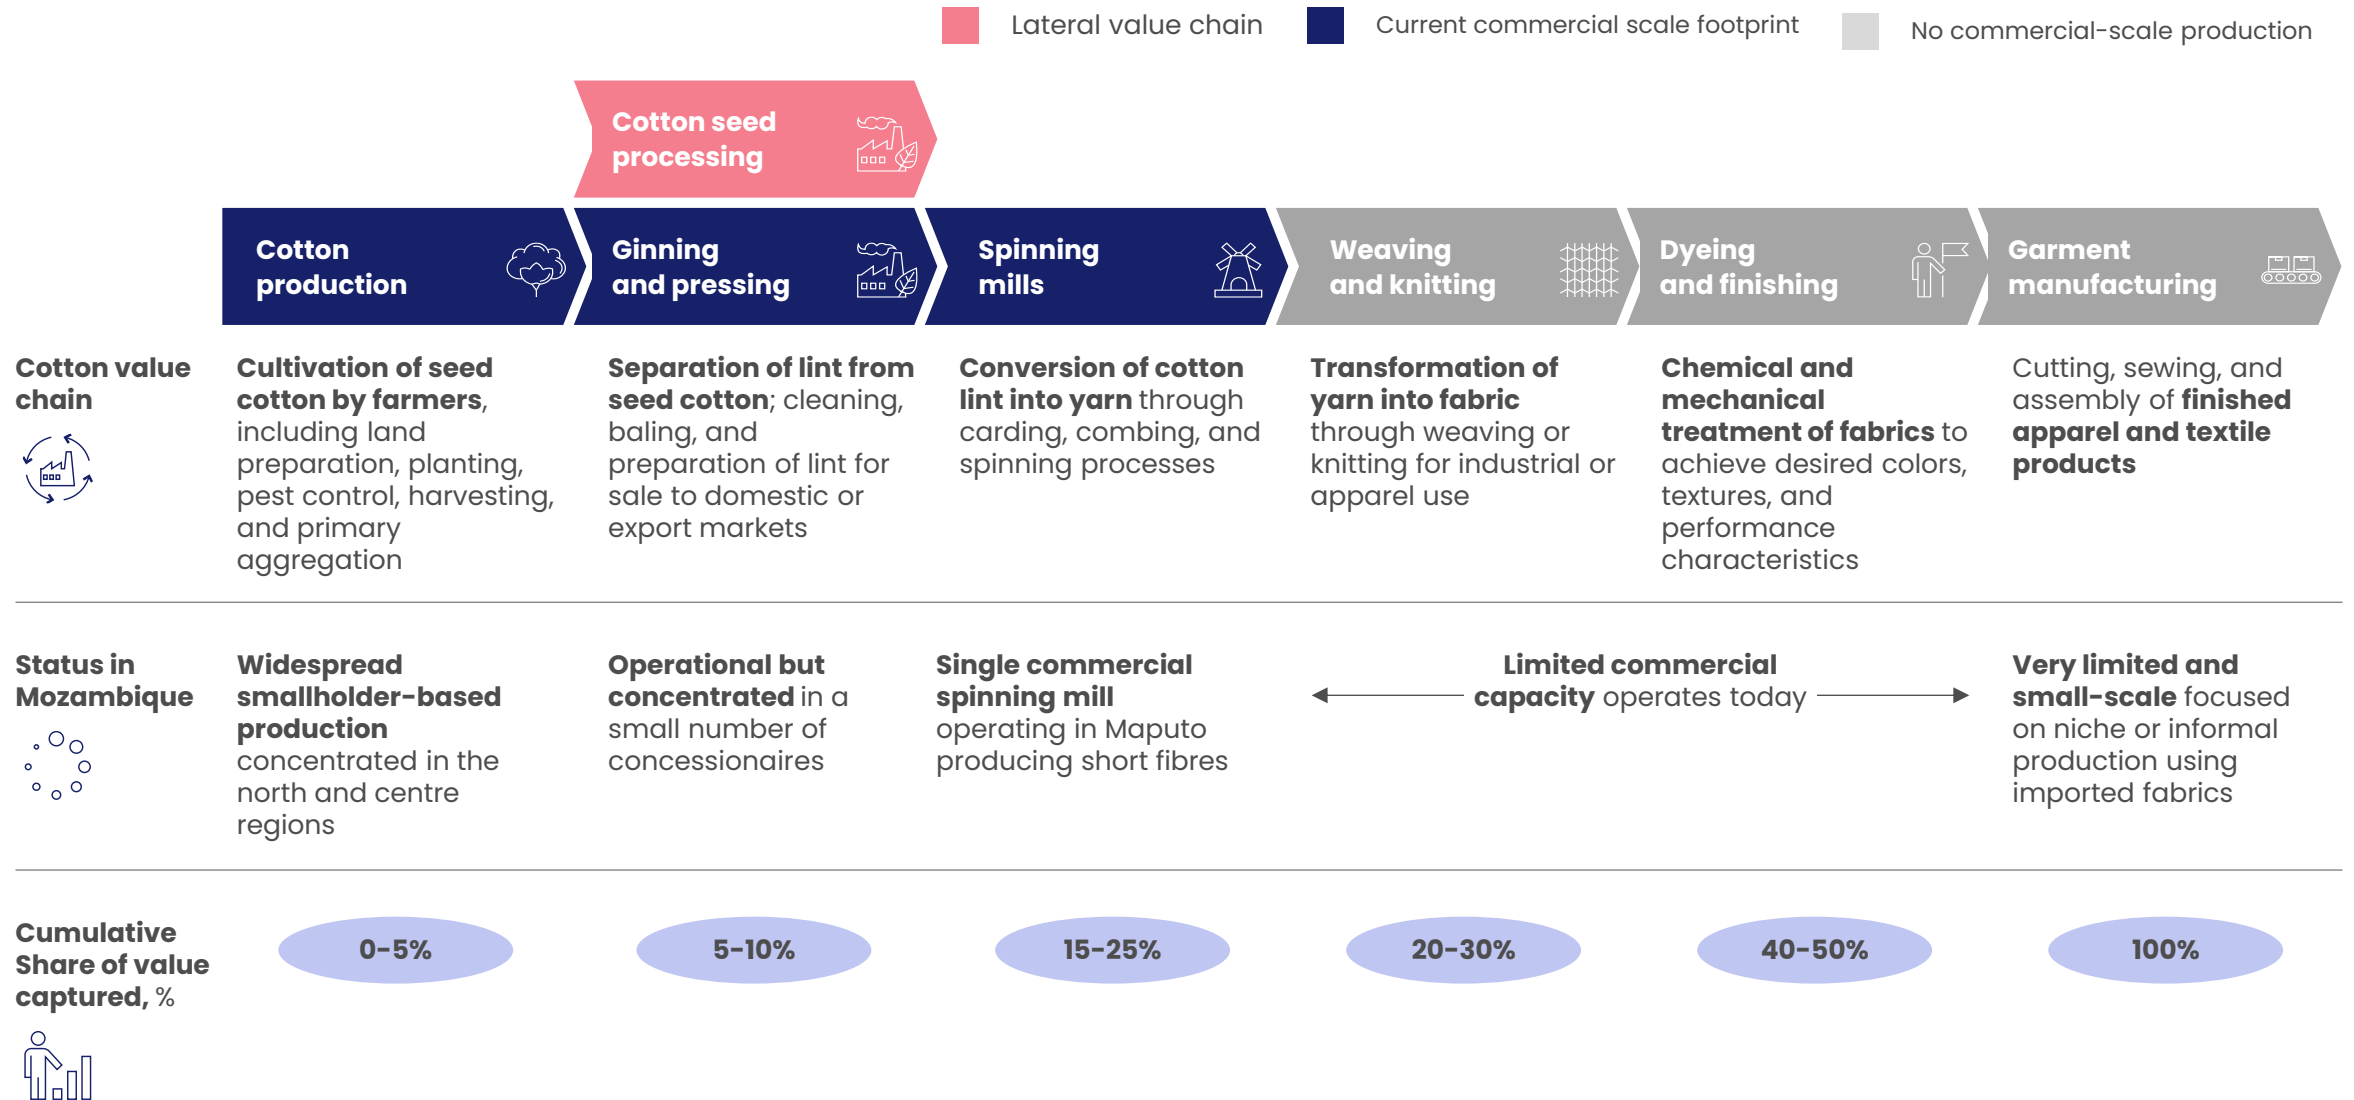 Lateral value chain
Current commercial scale footprint
No commercial-scale production
Cotton seed
processing
Cotton
production
Ginning
and pressing
Spinning
mills
Weaving
and knitting
Dyeing
and finishing
Garment
manufacturing
Cotton value
chain
Cultivation of seed
cotton by farmers,
including land
preparation, planting,
pest control, harvesting,
and primary
aggregation
Separation of lint from
seed cotton; cleaning,
baling, and
preparation of lint for
sale to domestic or
export markets
Conversion of cotton
lint into yarn through
carding, combing, and
spinning processes
Transformation of
yarn into fabric
through weaving or
knitting for industrial or
apparel use
Chemical and
mechanical
treatment of fabrics to
achieve desired colors,
textures, and
performance
characteristics
Cutting, sewing, and
assembly of finished
apparel and textile
products
Status in
Mozambique
Widespread
smallholder-based
production
concentrated in the
north and centre
regions
Operational but
concentrated in a
small number of
concessionaires
Single commercial
spinning mill
operating in Maputo
producing short fibres
Limited commercial
capacity operates today
Very limited and
small-scale focused
on niche or informal
production using
imported fabrics
Cumulative
Share of value
captured, %
0-5%
5-10%
15-25%
20-30%
40-50%
100%